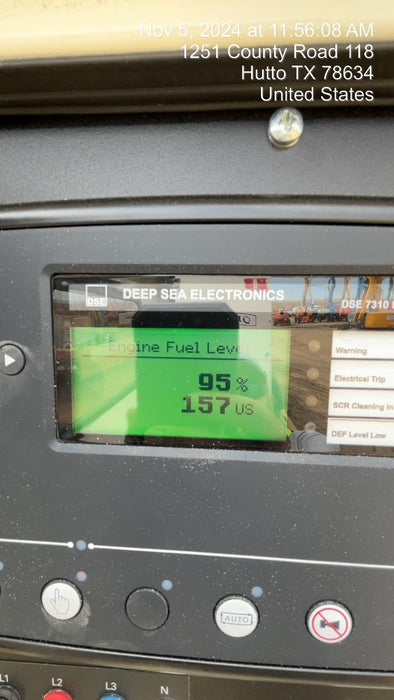 Nov 5, 2024 at 11:56:08 AM
1251 County Road 118
Hutto TX 78634
United States
DSE DEEP SEA ELECTRONICS
DSE 7310
Engine Fuel Level
95 %
157 US
Warning
Electrical Trip
SCR Cleaning In
DEF Level Low
AUTO
L1 L2 L3 N